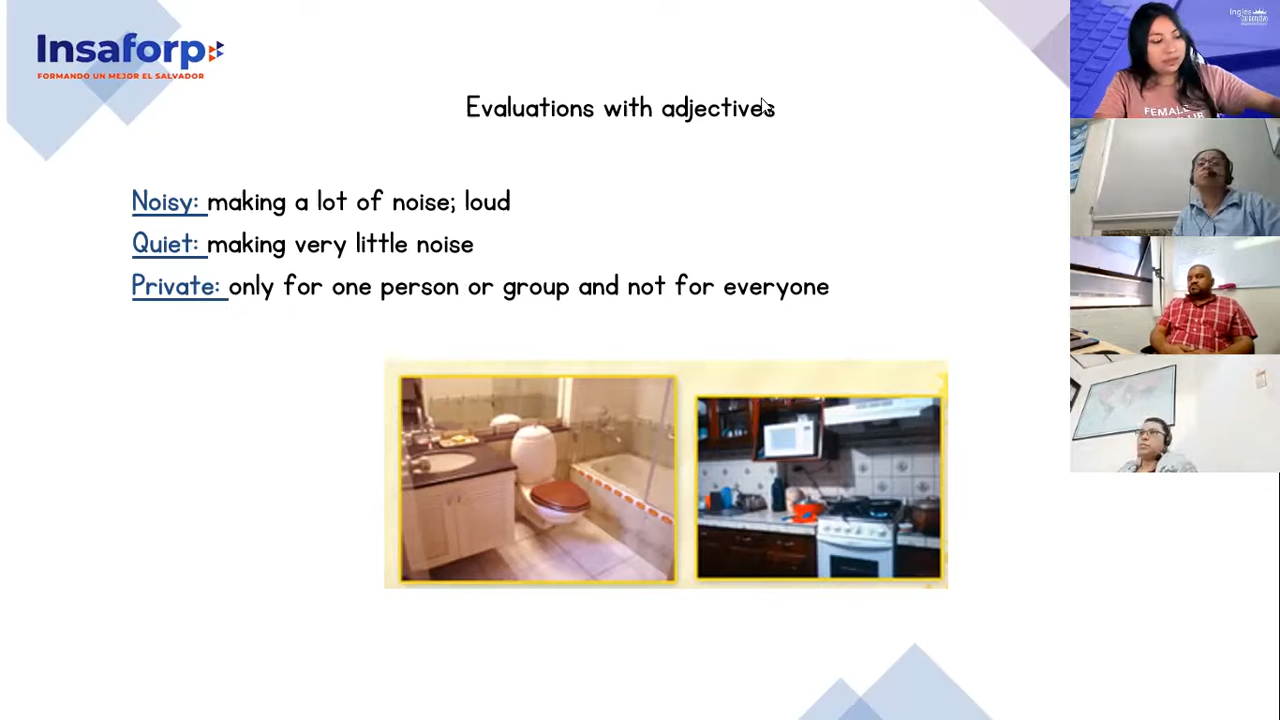 Insaforp
FORMANDO UN MEJOR EL SALVADOR
Evaluations with adjectives
Noisy: making a lot of noise; loud
Quiet: making very little noise
Private: only for one person or group and not for everyone
FEMALE